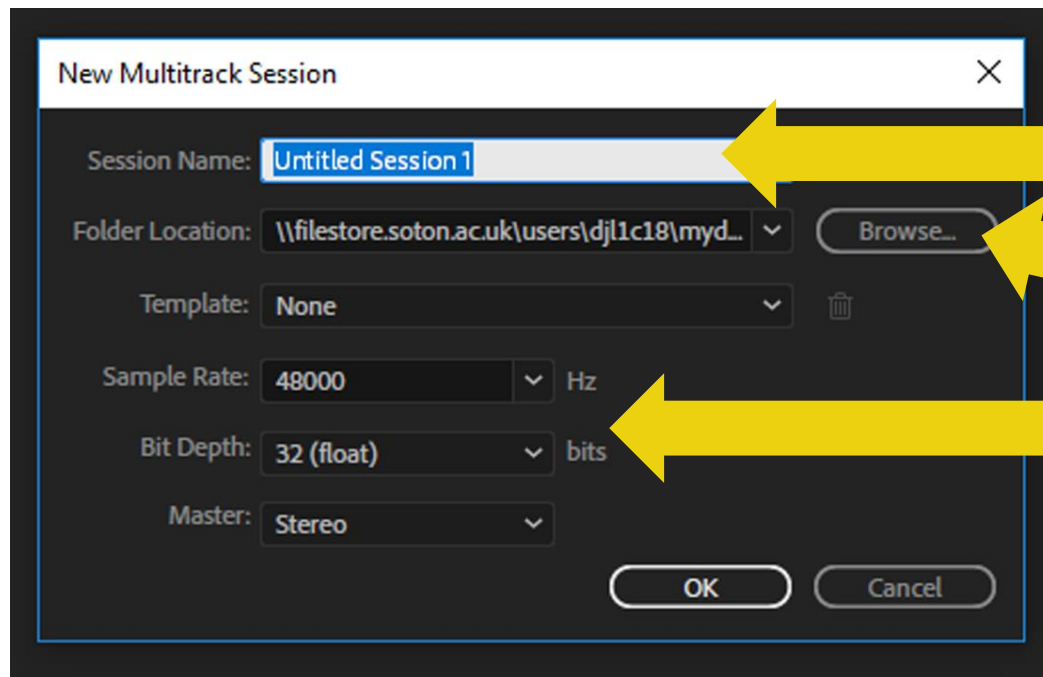 New Multitrack Session
Session Name: Untitled Session 1
Folder Location: \\filestore.soton.ac.uk\users\djl1c18\myd... Browse...
Template: None
Sample Rate: 48000 Hz
Bit Depth: 32 (float) bits
Master: Stereo
OK Cancel